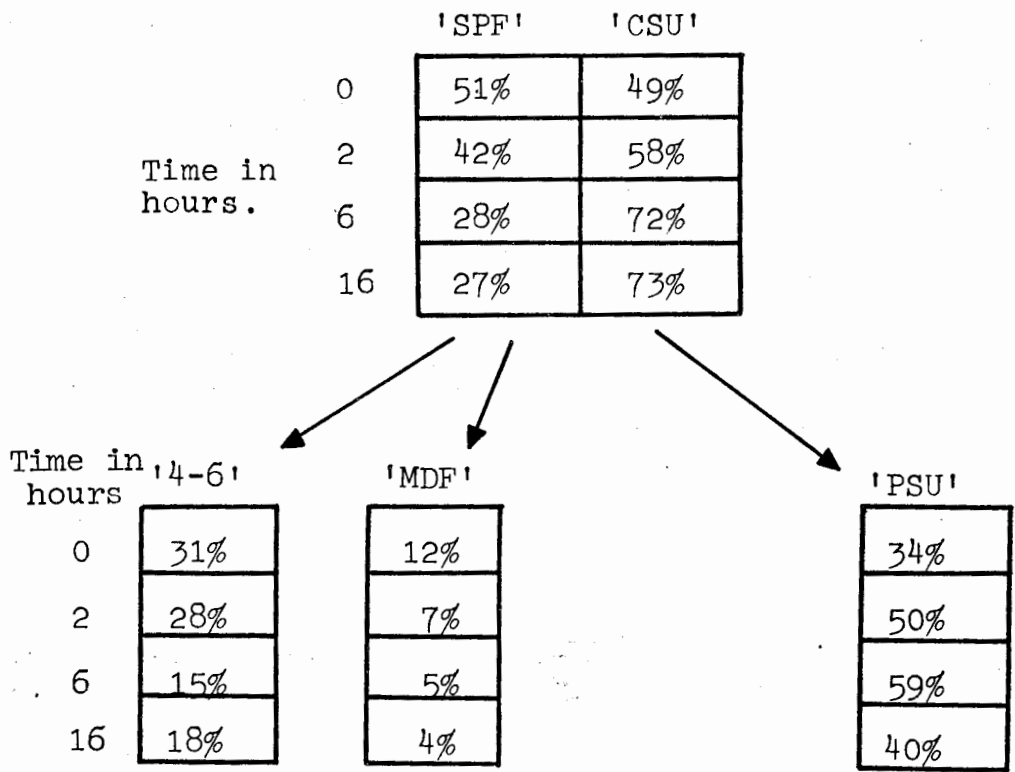 'SPF' 'CSU'
0 51% 49%
2 42% 58%
Time in
hours.
6 28% 72%
16 27% 73%
Time in '4-6' 'MDF' 'PSU'
hours
0 31% 12% 34%
2 28% 7% 50%
6 15% 5% 59%
16 18% 4% 40%